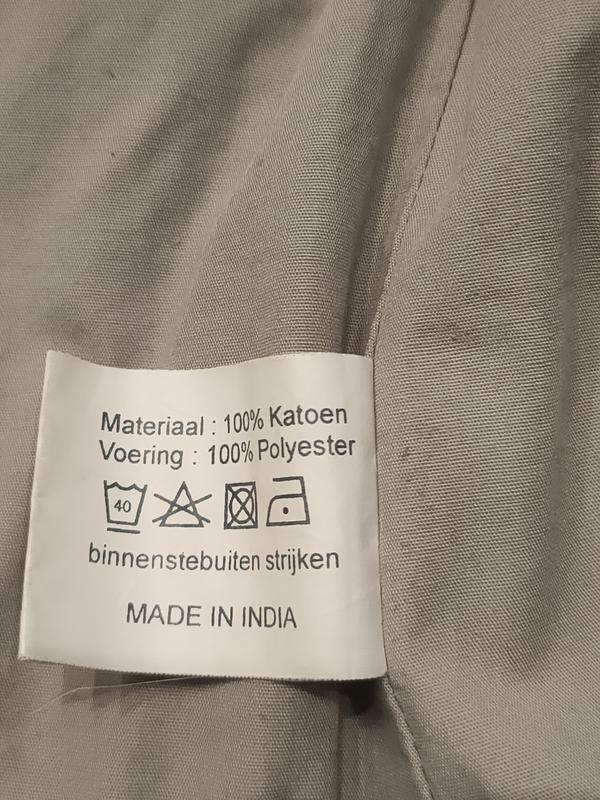 Materiaal : 100% Katoen
Voering : 100% Polyester
40
binnenstebuiten strijken
MADE IN INDIA